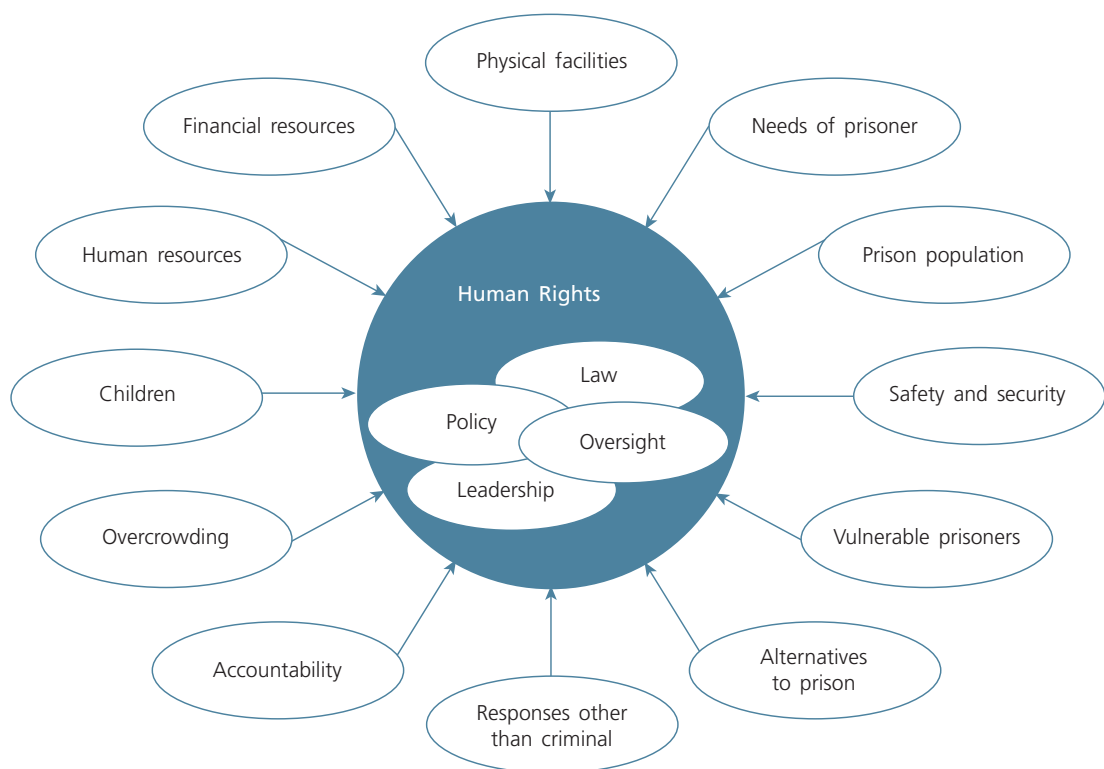 Physical facilities
Financial resources
Needs of prisoner
Human resources
Prison population
Human Rights
Law
Children
Safety and security
Policy
Oversight
Leadership
Overcrowding
Vulnerable prisoners
Accountability
Alternatives
to prison
Responses other
than criminal